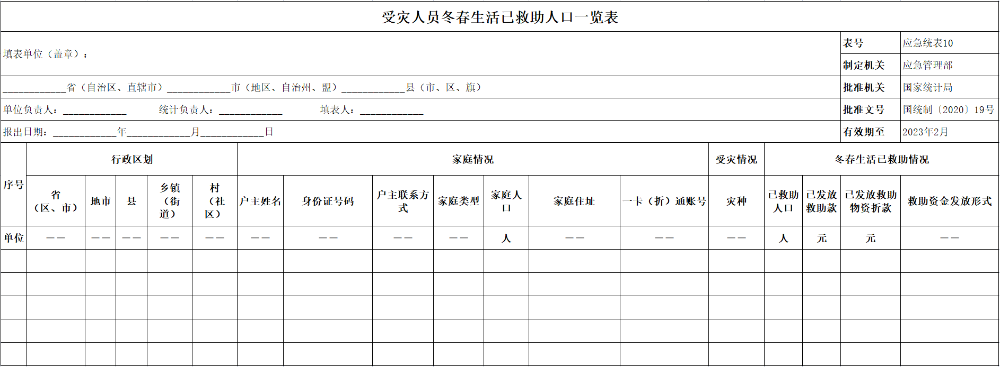 受灾人员冬春生活已救助人口一览表
填表单位（盖章）：
表号 应急统表10
制定机关 应急管理部
____________省（自治区、直辖市）____________市（地区、自治州、盟）____________县（市、区、旗）
批准机关 国家统计局
单位负责人：____________ 统计负责人：____________ 填表人：____________
批准文号 国统制〔2020〕19号
报出日期：____________年____________月____________日
有效期至 2023年2月
序号 行政区划 家庭情况 受灾情况 冬春生活已救助情况
省
（区、市）
地市
县
乡镇
（街
道）
村
（社
区）
户主姓名
身份证号码
户主联系方
式
家庭类型
家庭人
口
家庭住址
一卡（折）通账号
灾种
已救助
人口
已发放
救助款
已发放救助
物资折款
救助资金发放形式
单位 —— —— —— —— —— —— —— —— —— 人 —— —— —— 人 元 元 ——